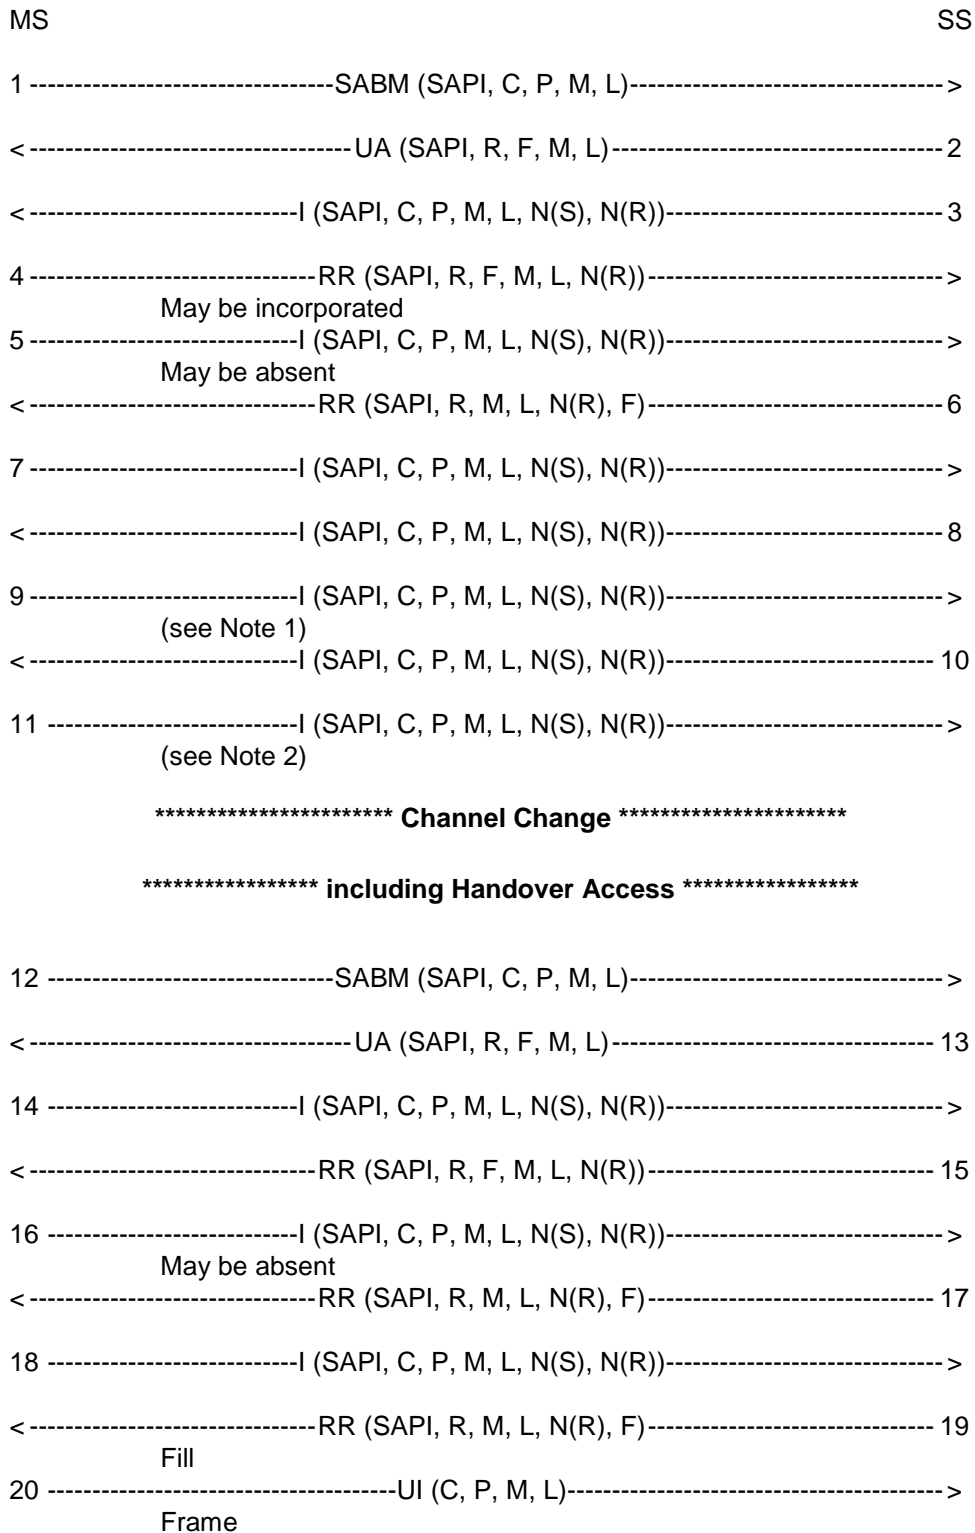 MS SS
1 ----------------------------------SABM (SAPI, C, P, M, L)----------------------------------- >
< ------------------------------------ UA (SAPI, R, F, M, L) ------------------------------------- 2
< ------------------------------I (SAPI, C, P, M, L, N(S), N(R))------------------------------- 3
4 --------------------------------RR (SAPI, R, F, M, L, N(R)) --------------------------------- >
May be incorporated
5 ------------------------------I (SAPI, C, P, M, L, N(S), N(R))------------------------------- >
May be absent
< --------------------------------RR (SAPI, R, M, L, N(R), F) --------------------------------- 6
7 ------------------------------I (SAPI, C, P, M, L, N(S), N(R))------------------------------- >
< ------------------------------I (SAPI, C, P, M, L, N(S), N(R))------------------------------- 8
9 ------------------------------I (SAPI, C, P, M, L, N(S), N(R))------------------------------- >
(see Note 1)
< ------------------------------I (SAPI, C, P, M, L, N(S), N(R))------------------------------ 10
11 ----------------------------I (SAPI, C, P, M, L, N(S), N(R))------------------------------- >
(see Note 2)
*********************** Channel Change **********************
***************** including Handover Access *****************
12 --------------------------------SABM (SAPI, C, P, M, L)----------------------------------- >
< ------------------------------------ UA (SAPI, R, F, M, L) ------------------------------------ 13
14 ----------------------------I (SAPI, C, P, M, L, N(S), N(R))------------------------------- >
< --------------------------------RR (SAPI, R, F, M, L, N(R)) -------------------------------- 15
16 ----------------------------I (SAPI, C, P, M, L, N(S), N(R))------------------------------- >
May be absent
< --------------------------------RR (SAPI, R, M, L, N(R), F) -------------------------------- 17
18 ----------------------------I (SAPI, C, P, M, L, N(S), N(R))------------------------------- >
< --------------------------------RR (SAPI, R, M, L, N(R), F) -------------------------------- 19
Fill
20 ---------------------------------------UI (C, P, M, L)------------------------------------------ >
Frame